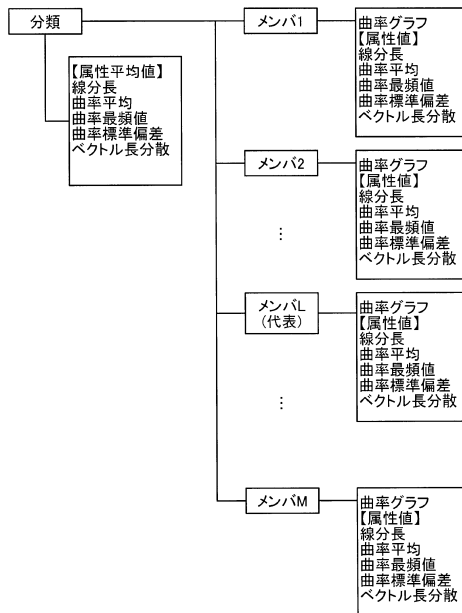 分類
【属性平均値】
線分長
曲率平均
曲率最頻値
曲率標準偏差
ベクトル長分散
メンバ1
曲率グラフ
【属性値】
線分長
曲率平均
曲率最頻値
曲率標準偏差
ベクトル長分散
メンバ2
曲率グラフ
【属性値】
線分長
曲率平均
曲率最頻値
曲率標準偏差
ベクトル長分散
⋮
メンバL
(代表)
曲率グラフ
【属性値】
線分長
曲率平均
曲率最頻値
曲率標準偏差
ベクトル長分散
⋮
メンバM
曲率グラフ
【属性値】
線分長
曲率平均
曲率最頻値
曲率標準偏差
ベクトル長分散